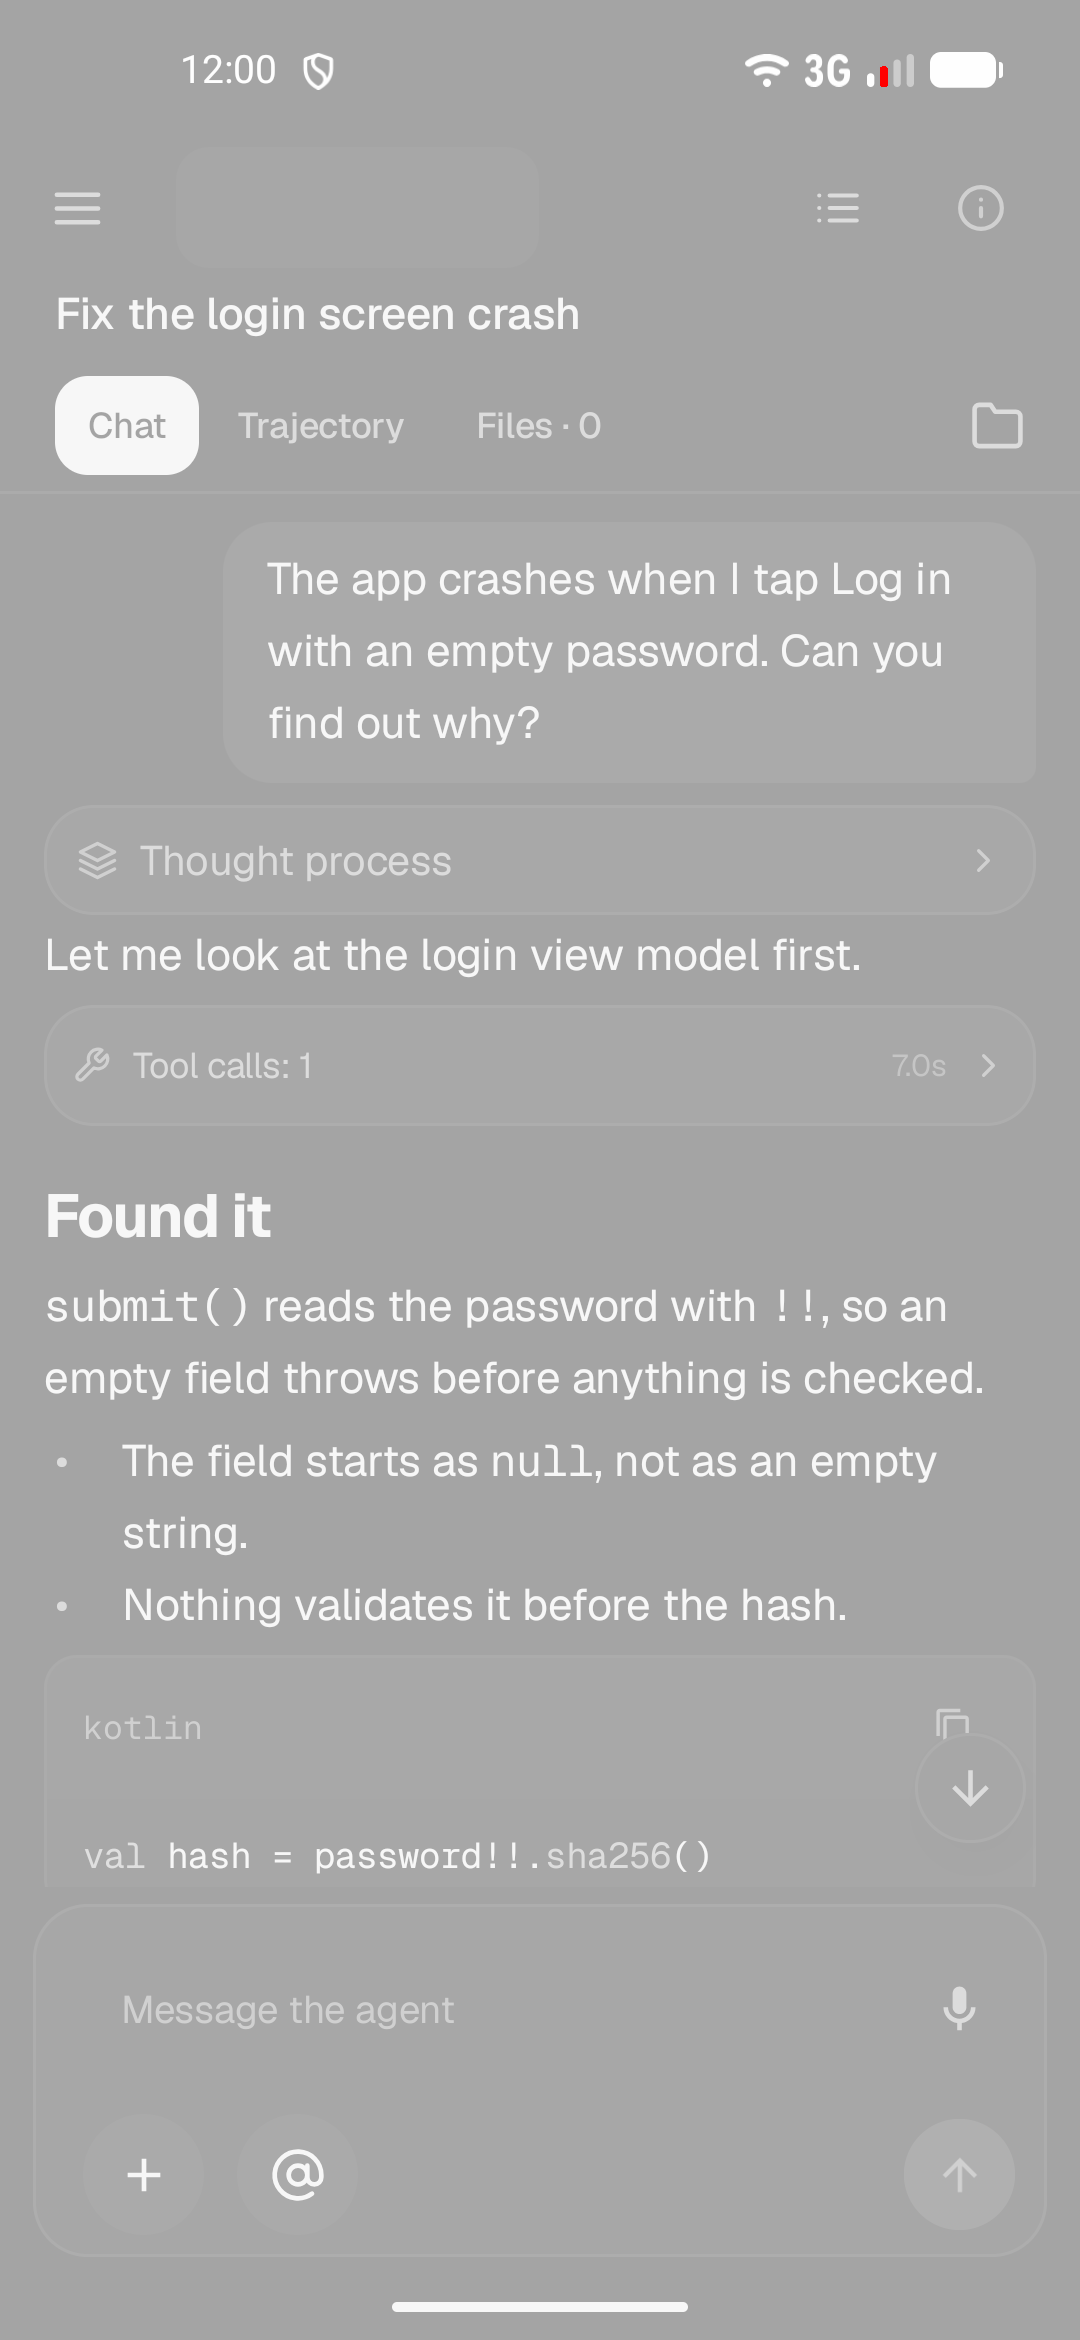 12:00
3G
Fix the login screen crash
Chat
Trajectory
Files · 0
The app crashes when I tap Log in
with an empty password. Can you
find out why?
Thought process
Let me look at the login view model first.
Tool calls: 1
7.0s
Found it
submit() reads the password with !!, so an
empty field throws before anything is checked.
• The field starts as null, not as an empty
string.
• Nothing validates it before the hash.
kotlin
val hash = password!!.sha256()
Message the agent